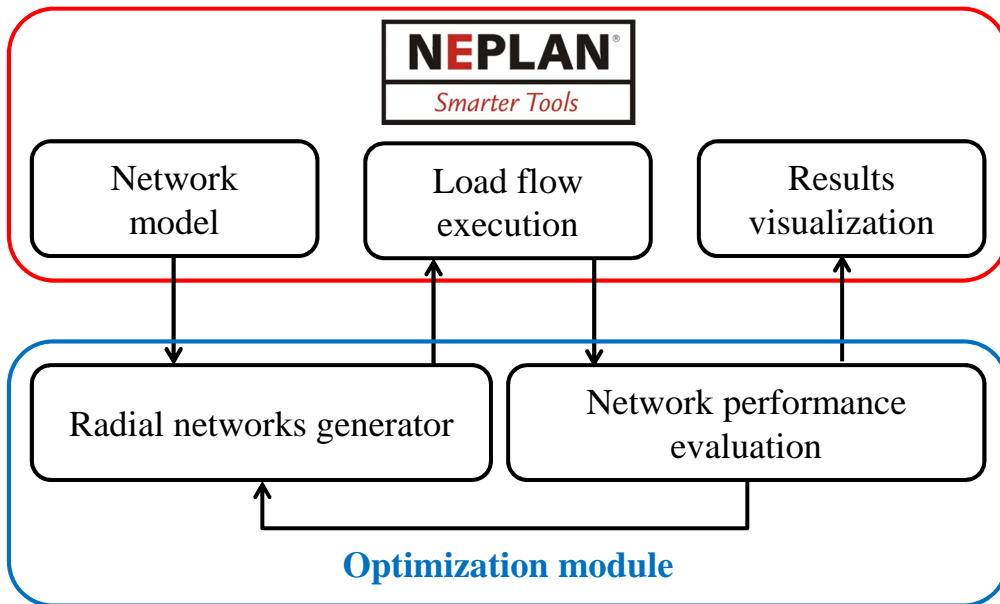 NEPLAN®
Smarter Tools
Network
model
Load flow
execution
Results
visualization
Radial networks generator
Network performance
evaluation
Optimization module